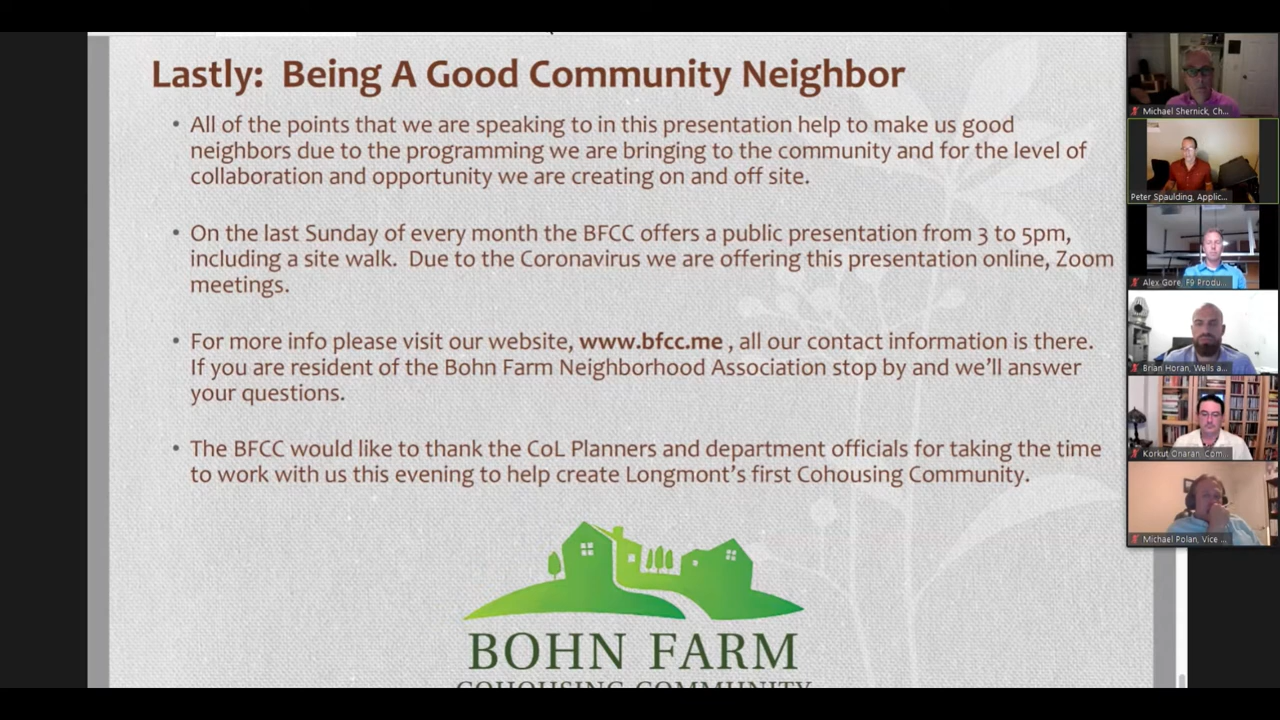 Lastly: Being A Good Community Neighbor
• All of the points that we are speaking to in this presentation help to make us good
neighbors due to the programming we are bringing to the community and for the level of
collaboration and opportunity we are creating on and off site.
• On the last Sunday of every month the BFCC offers a public presentation from 3 to 5pm,
including a site walk. Due to the Coronavirus we are offering this presentation online, Zoom
meetings.
• For more info please visit our website, www.bfcc.me , all our contact information is there.
If you are resident of the Bohn Farm Neighborhood Association stop by and we'll answer
your questions.
• The BFCC would like to thank the CoL Planners and department officials for taking the time
to work with us this evening to help create Longmont's first Cohousing Community.
BOHN FARM
COHOUSING COMMUNITY
Michael Shernick, Ch...
Peter Spaulding, Applic...
Alex Gore, F9 Produ...
Brian Horan, Wells a...
Korkut Onaran, Com...
Michael Polan, Vice ...